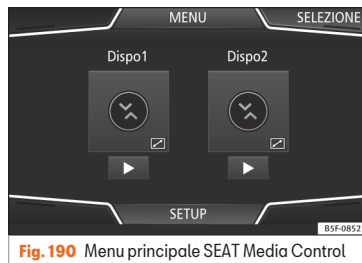 MENU SELEZIONE
Dispo1 Dispo2
SETUP
B5F-0852
Fig. 190 Menu principale SEAT Media Control